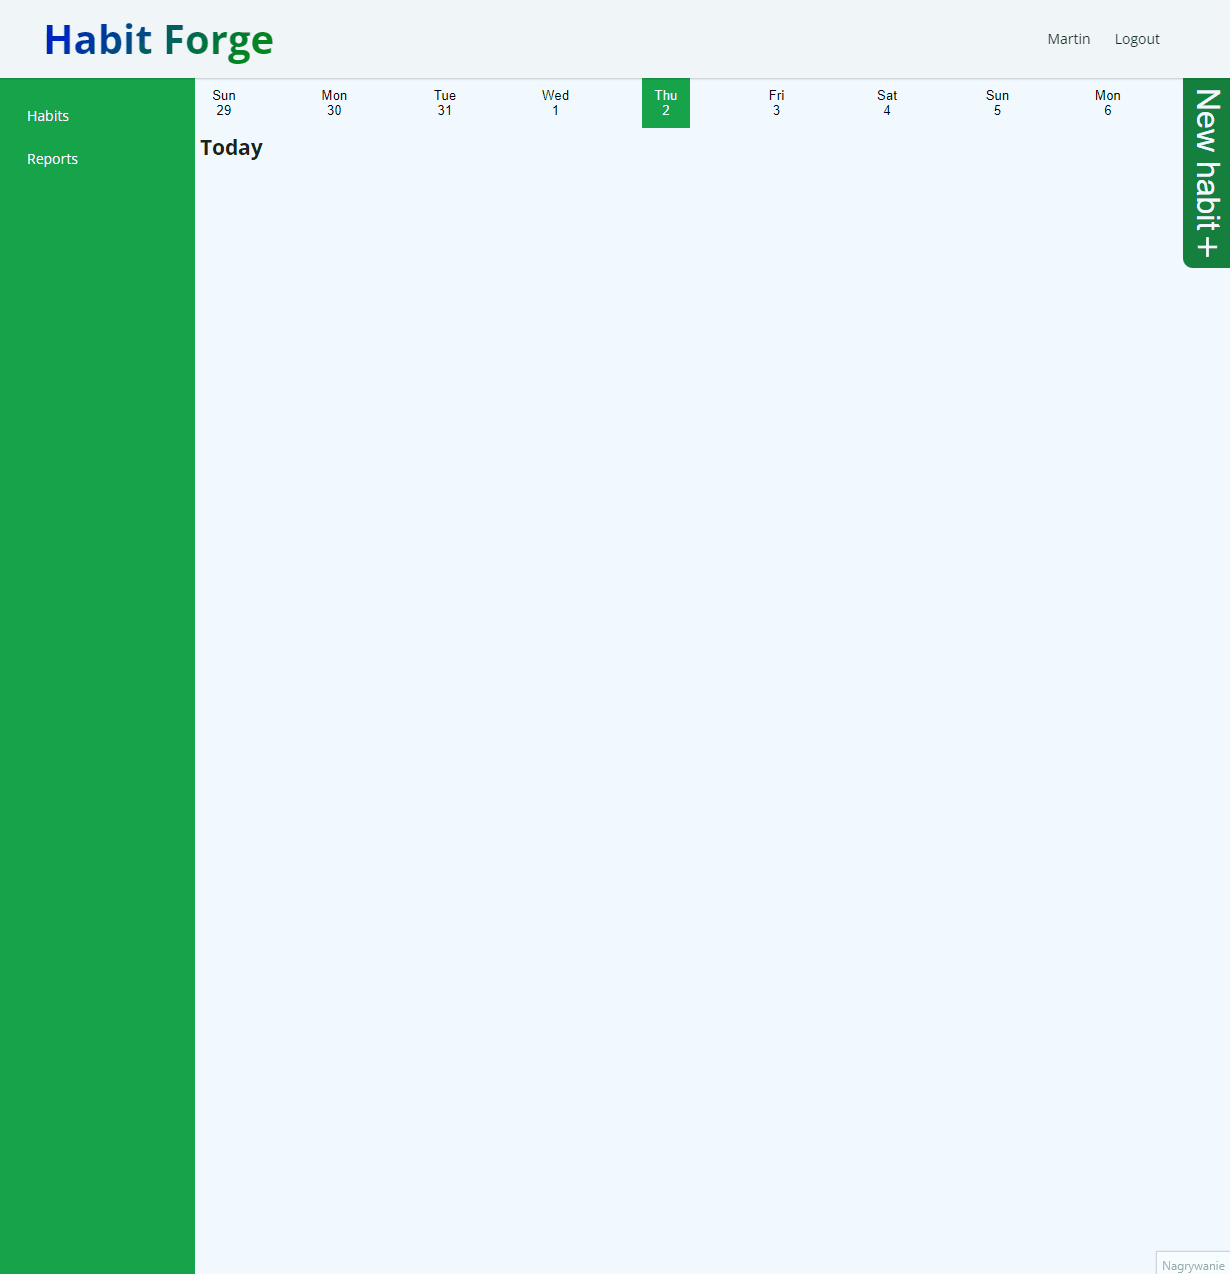 Habit Forge
Martin Logout
Habits
Reports
Sun Mon Tue Wed Thu Fri Sat Sun Mon
29 30 31 1 2 3 4 5 6
Today
New habit+
Nagrywanie